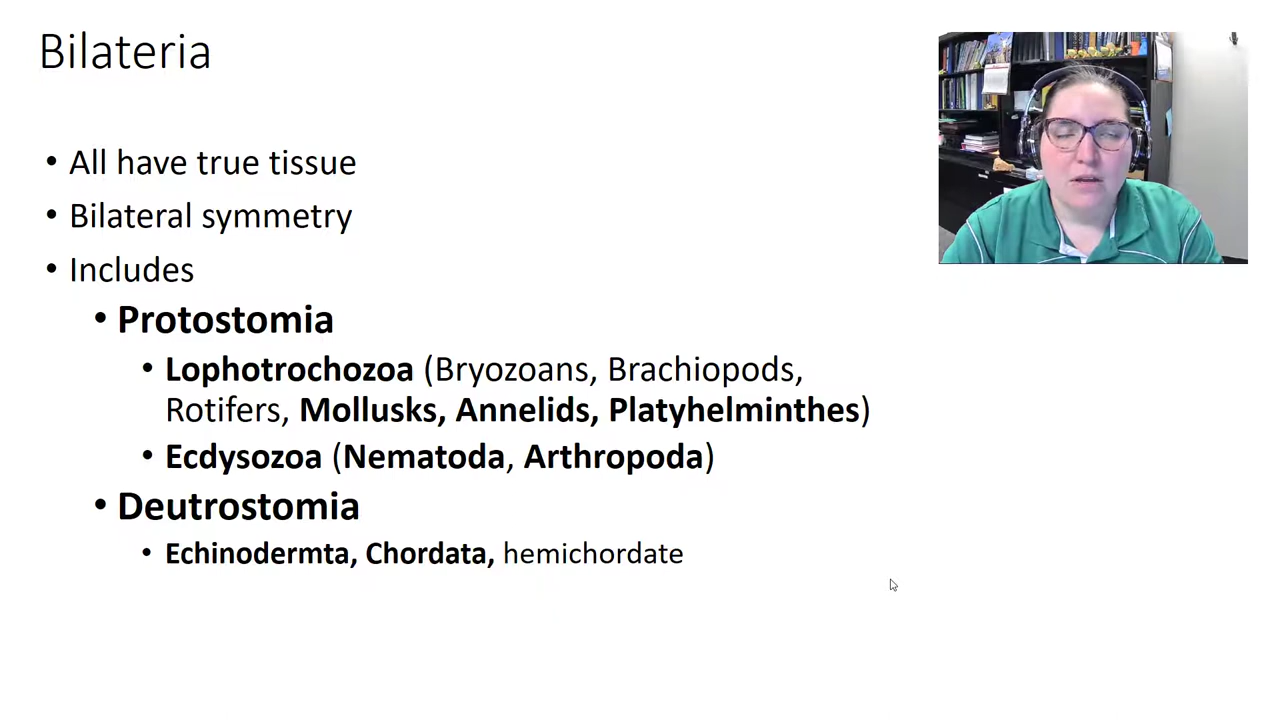 Bilateria
• All have true tissue
• Bilateral symmetry
• Includes
• Protostomia
• Lophotrochozoa (Bryozoans, Brachiopods,
Rotifers, Mollusks, Annelids, Platyhelminthes)
• Ecdysozoa (Nematoda, Arthropoda)
• Deutrostomia
• Echinodermta, Chordata, hemichordate